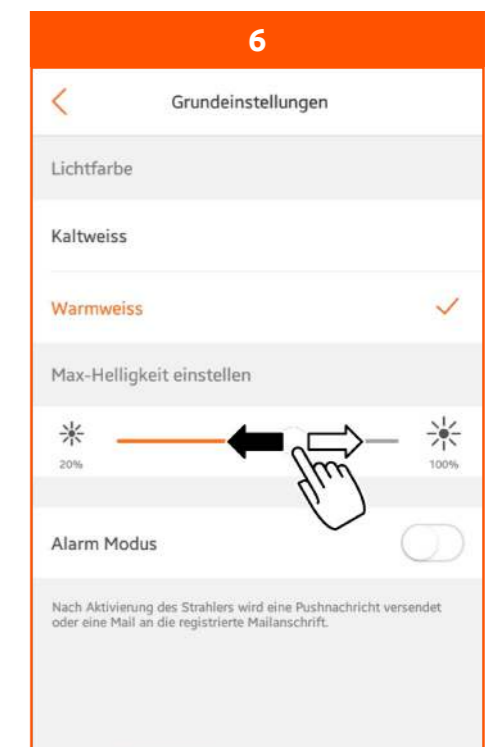 6
Grundeinstellungen
Lichtfarbe
Kaltweiss
Warmweiss
Max-Helligkeit einstellen
20%
100%
Alarm Modus
Nach Aktivierung des Strahlers wird eine Pushnachricht versendet
oder eine Mail an die registrierte Mailanschrift.